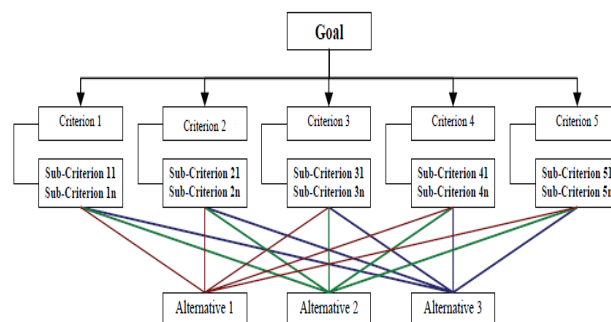 Goal
Criterion 1
Criterion 2
Criterion 3
Criterion 4
Criterion 5
Sub-Criterion 11
Sub-Criterion 1n
Sub-Criterion 21
Sub-Criterion 2n
Sub-Criterion 31
Sub-Criterion 3n
Sub-Criterion 41
Sub-Criterion 4n
Sub-Criterion 51
Sub-Criterion 5n
Alternative 1
Alternative 2
Alternative 3